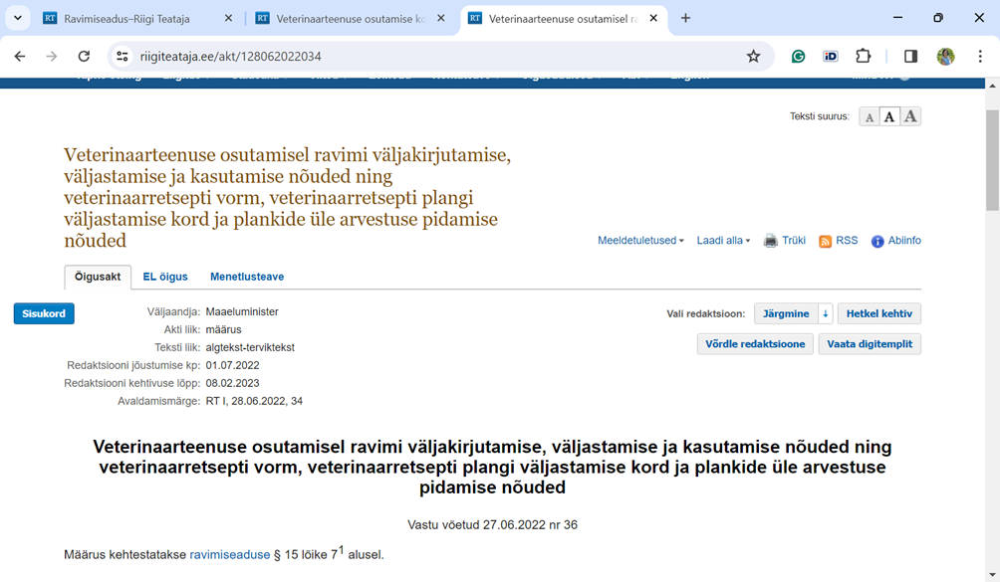 Ravimiseadus–Riigi Teataja
Veterinaarteenuse osutamise ko
Veterinaarteenuse osutamisel ra
riigiteataja.ee/akt/128062022034
Teksti suurus: A A A
Veterinaarteenuse osutamisel ravimi väljakirjutamise,
väljastamise ja kasutamise nõuded ning
veterinaarretsepti vorm, veterinaarretsepti plangi
väljastamise kord ja plankide üle arvestuse pidamise
nõuded
Meeldetuletused Laadi alla Trüki RSS Abiinfo
Õigusakt EL õigus Menetlusteave
Sisukord
Väljaandja: Maaeluminister
Akti liik: määrus
Teksti liik: algtekst-terviktekst
Redaktsiooni jõustumise kp: 01.07.2022
Redaktsiooni kehtivuse lõpp: 08.02.2023
Avaldamismärge: RT I, 28.06.2022, 34
Vali redaktsioon: Järgmine ↓ Hetkel kehtiv
Võrdle redaktsioone Vaata digitemplit
Veterinaarteenuse osutamisel ravimi väljakirjutamise, väljastamise ja kasutamise nõuded ning
veterinaarretsepti vorm, veterinaarretsepti plangi väljastamise kord ja plankide üle arvestuse
pidamise nõuded
Vastu võetud 27.06.2022 nr 36
Määrus kehtestatakse ravimiseaduse § 15 lõike 7¹ alusel.